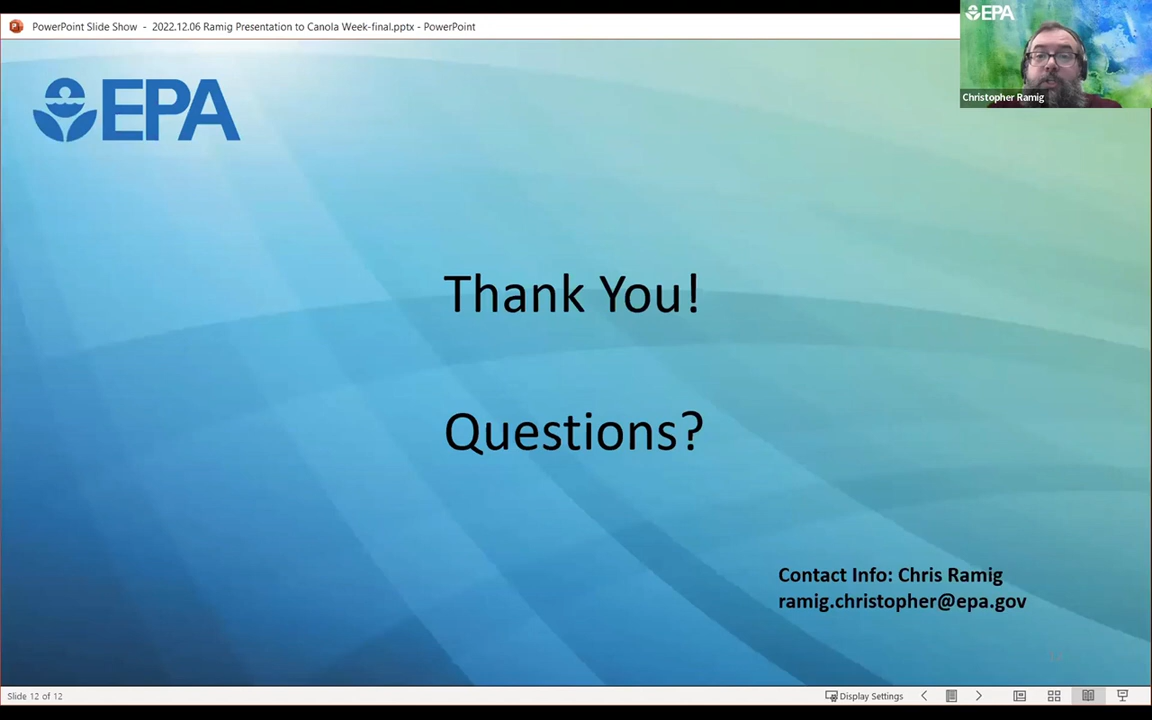 PowerPoint Slide Show - 2022.12.06 Ramig Presentation to Canola Week-final.pptx - PowerPoint
EPA
Christopher Ramig
EPA
Thank You!
Questions?
Contact Info: Chris Ramig
ramig.christopher@epa.gov
Slide 12 of 12
Display Settings